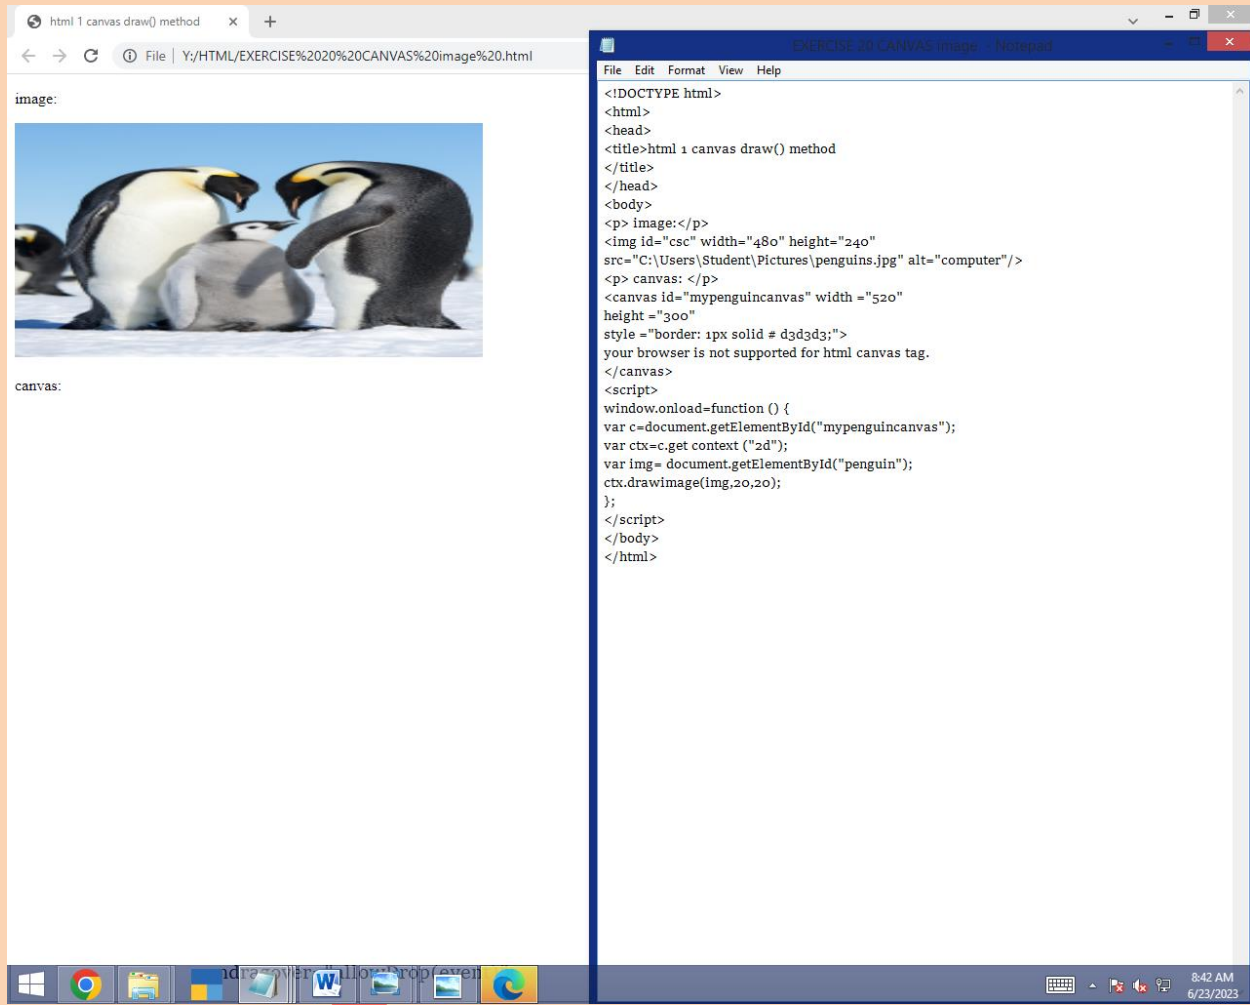 html 1 canvas draw() method
File Y:/HTML/EXERCISE%2020%20CANVAS%20image%20.html
image:
canvas:
EXERCISE 20 CANVAS image - Notepad
File Edit Format View Help
<!DOCTYPE html>
<html>
<head>
<title>html 1 canvas draw() method
</title>
</head>
<body>
<p> image:</p>
<img id="csc" width="480" height="240"
src="C:\Users\Student\Pictures\penguins.jpg" alt="computer"/>
<p> canvas: </p>
<canvas id="mypenguincanvas" width ="520"
height ="300"
style ="border: 1px solid # d3d3d3;">
your browser is not supported for html canvas tag.
</canvas>
<script>
window.onload=function () {
var c=document.getElementById("mypenguincanvas");
var ctx=c.get context ("2d");
var img= document.getElementById("penguin");
ctx.drawimage(img,20,20);
};
</script>
</body>
</html>
8:42 AM
6/23/2023